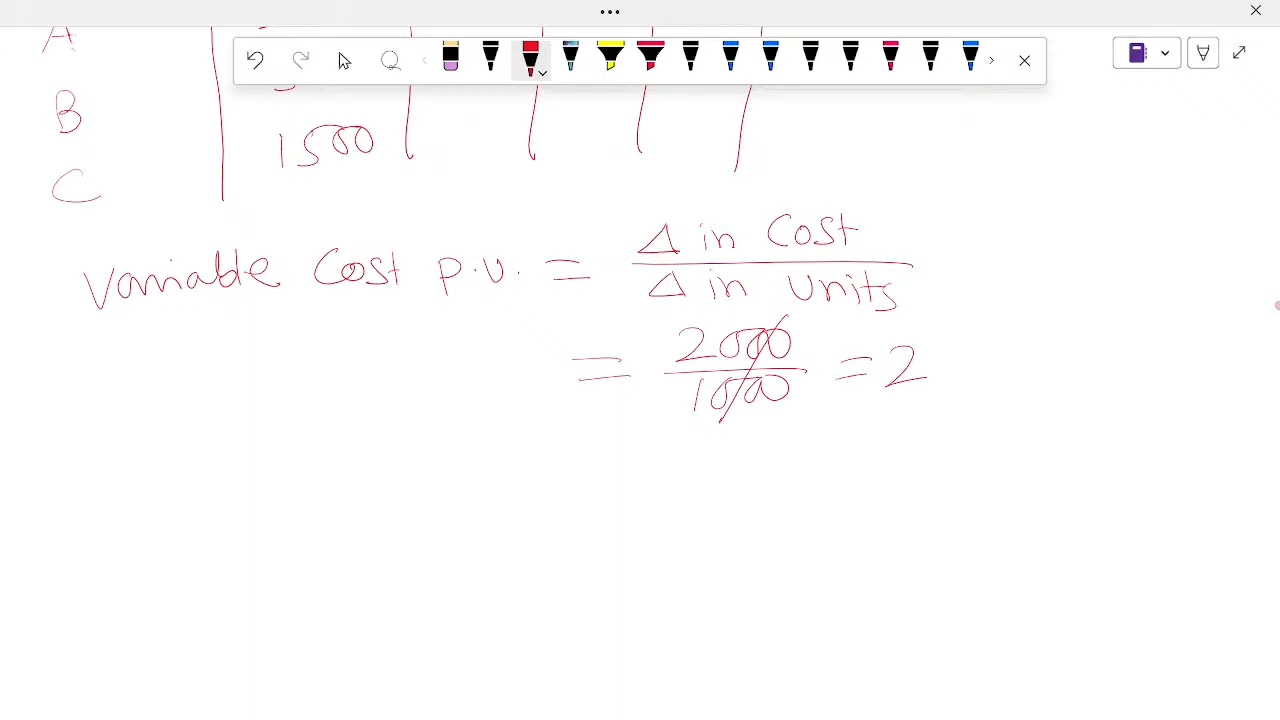 A
B
1500
C
Variable Cost p.u. = Δ in Cost
Δ in units
= 2000
1000
= 2